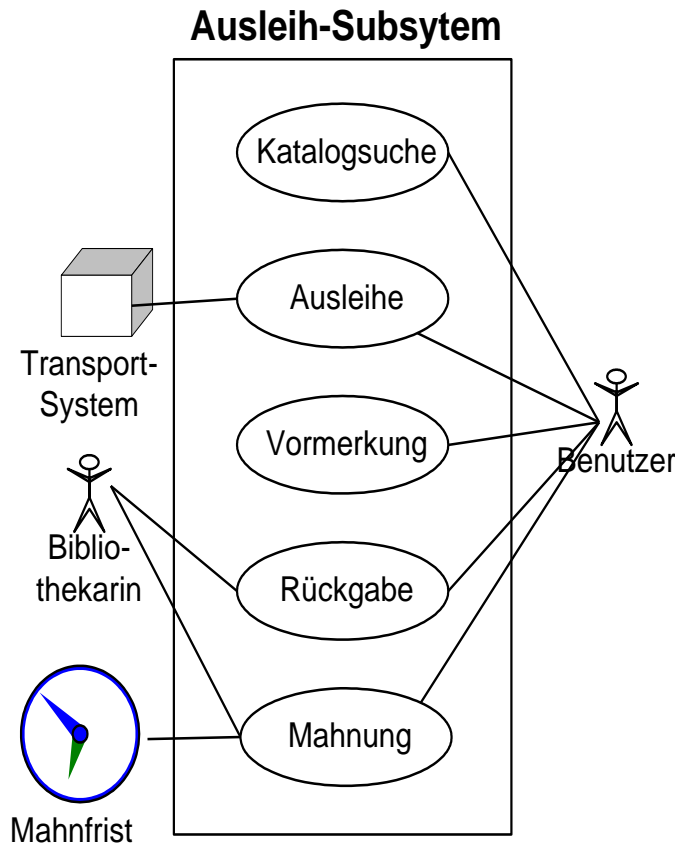 Ausleih-Subsytem
Katalogsuche
Ausleihe
Transport-
System
Vormerkung
Benutzer
Biblio-
thekarin
Rückgabe
Mahnung
Mahnfrist